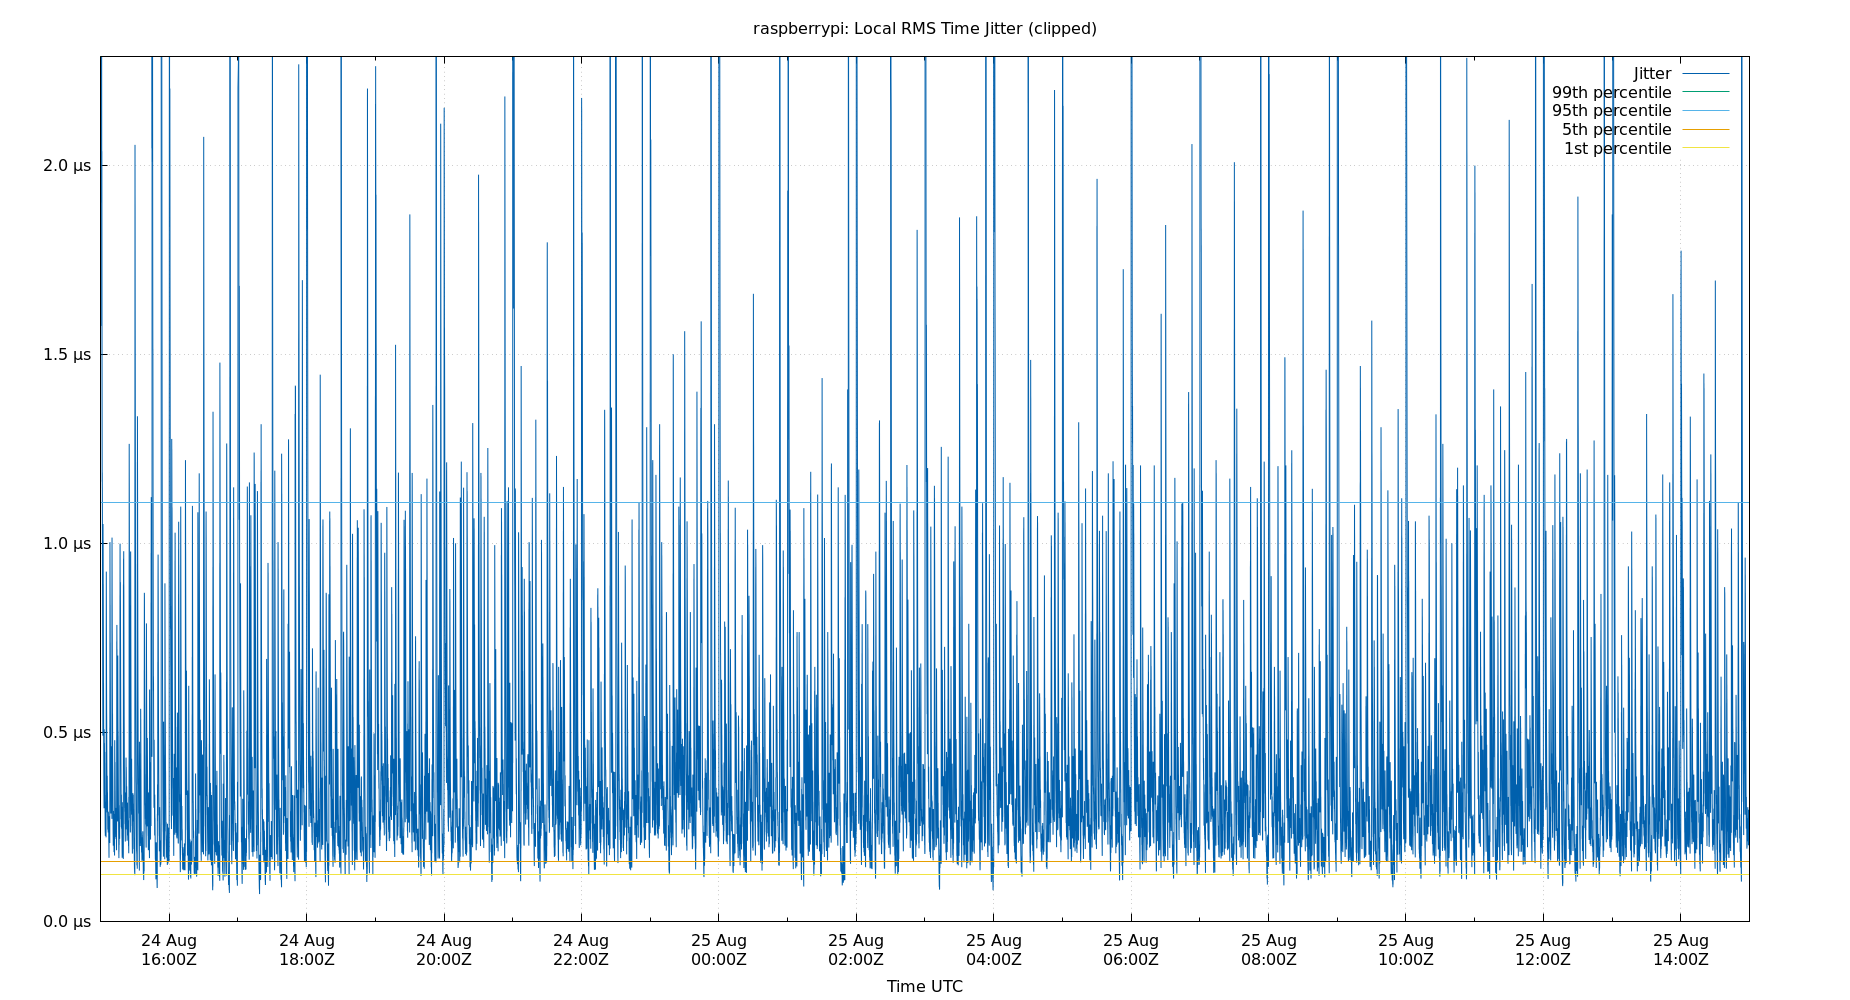 raspberrypi: Local RMS Time Jitter (clipped)
Jitter
99th percentile
95th percentile
5th percentile
1st percentile
2.0 µs
1.5 µs
1.0 µs
0.5 µs
0.0 µs
24 Aug 24 Aug 24 Aug 24 Aug 25 Aug 25 Aug 25 Aug 25 Aug 25 Aug 25 Aug 25 Aug 25 Aug
16:00Z 18:00Z 20:00Z 22:00Z 00:00Z 02:00Z 04:00Z 06:00Z 08:00Z 10:00Z 12:00Z 14:00Z
Time UTC